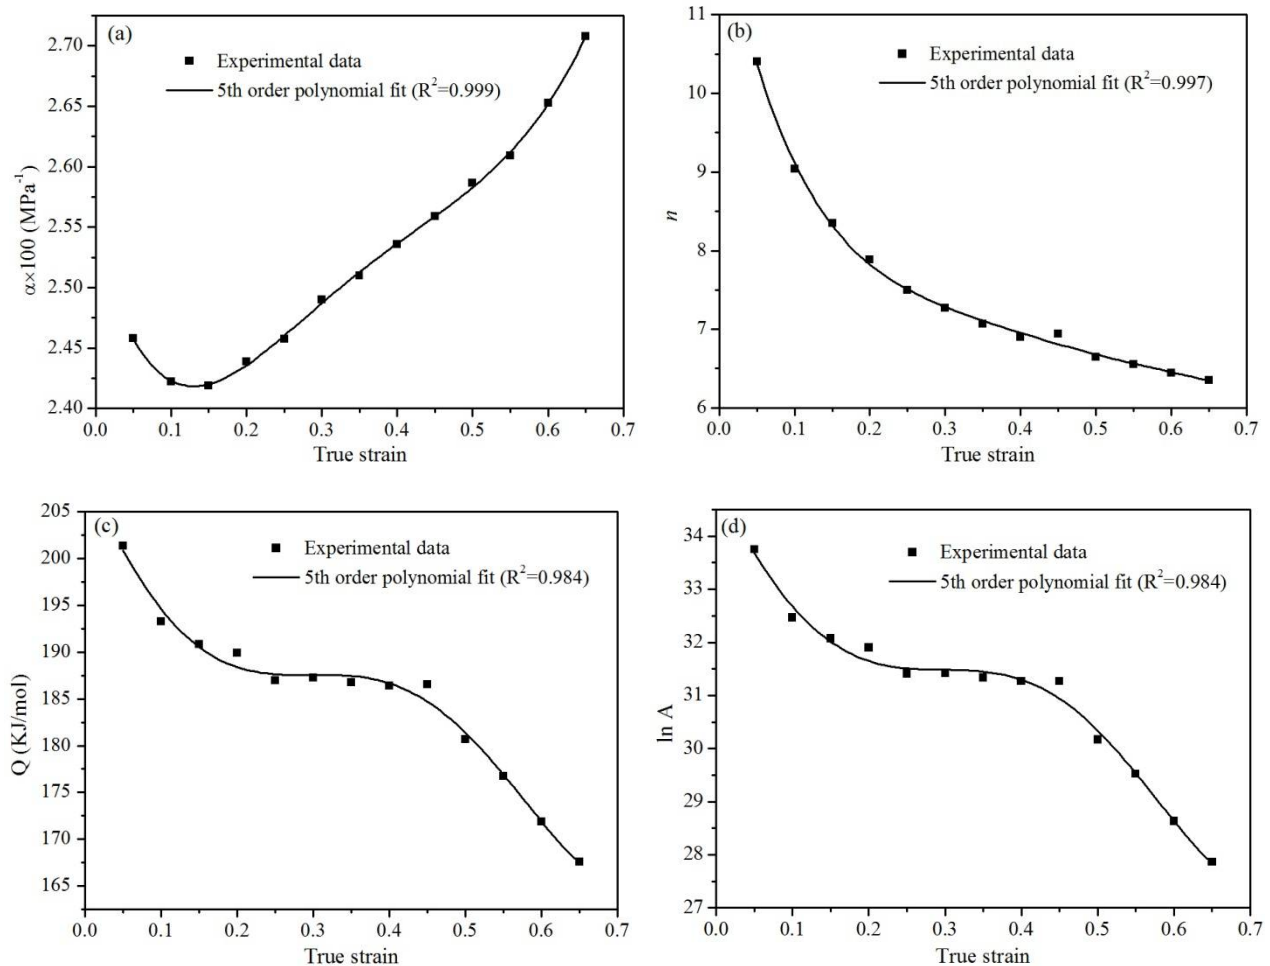 (a)
Experimental data
5th order polynomial fit (R²=0.999)
α×100 (MPa⁻¹)
2.70
2.65
2.60
2.55
2.50
2.45
2.40
0.0 0.1 0.2 0.3 0.4 0.5 0.6 0.7
True strain
(b)
Experimental data
5th order polynomial fit (R²=0.997)
n
11
10
9
8
7
6
0.0 0.1 0.2 0.3 0.4 0.5 0.6 0.7
True strain
(c)
Experimental data
5th order polynomial fit (R²=0.984)
Q (KJ/mol)
205
200
195
190
185
180
175
170
165
0.0 0.1 0.2 0.3 0.4 0.5 0.6 0.7
True strain
(d)
Experimental data
5th order polynomial fit (R²=0.984)
ln A
34
33
32
31
30
29
28
27
0.0 0.1 0.2 0.3 0.4 0.5 0.6 0.7
True strain